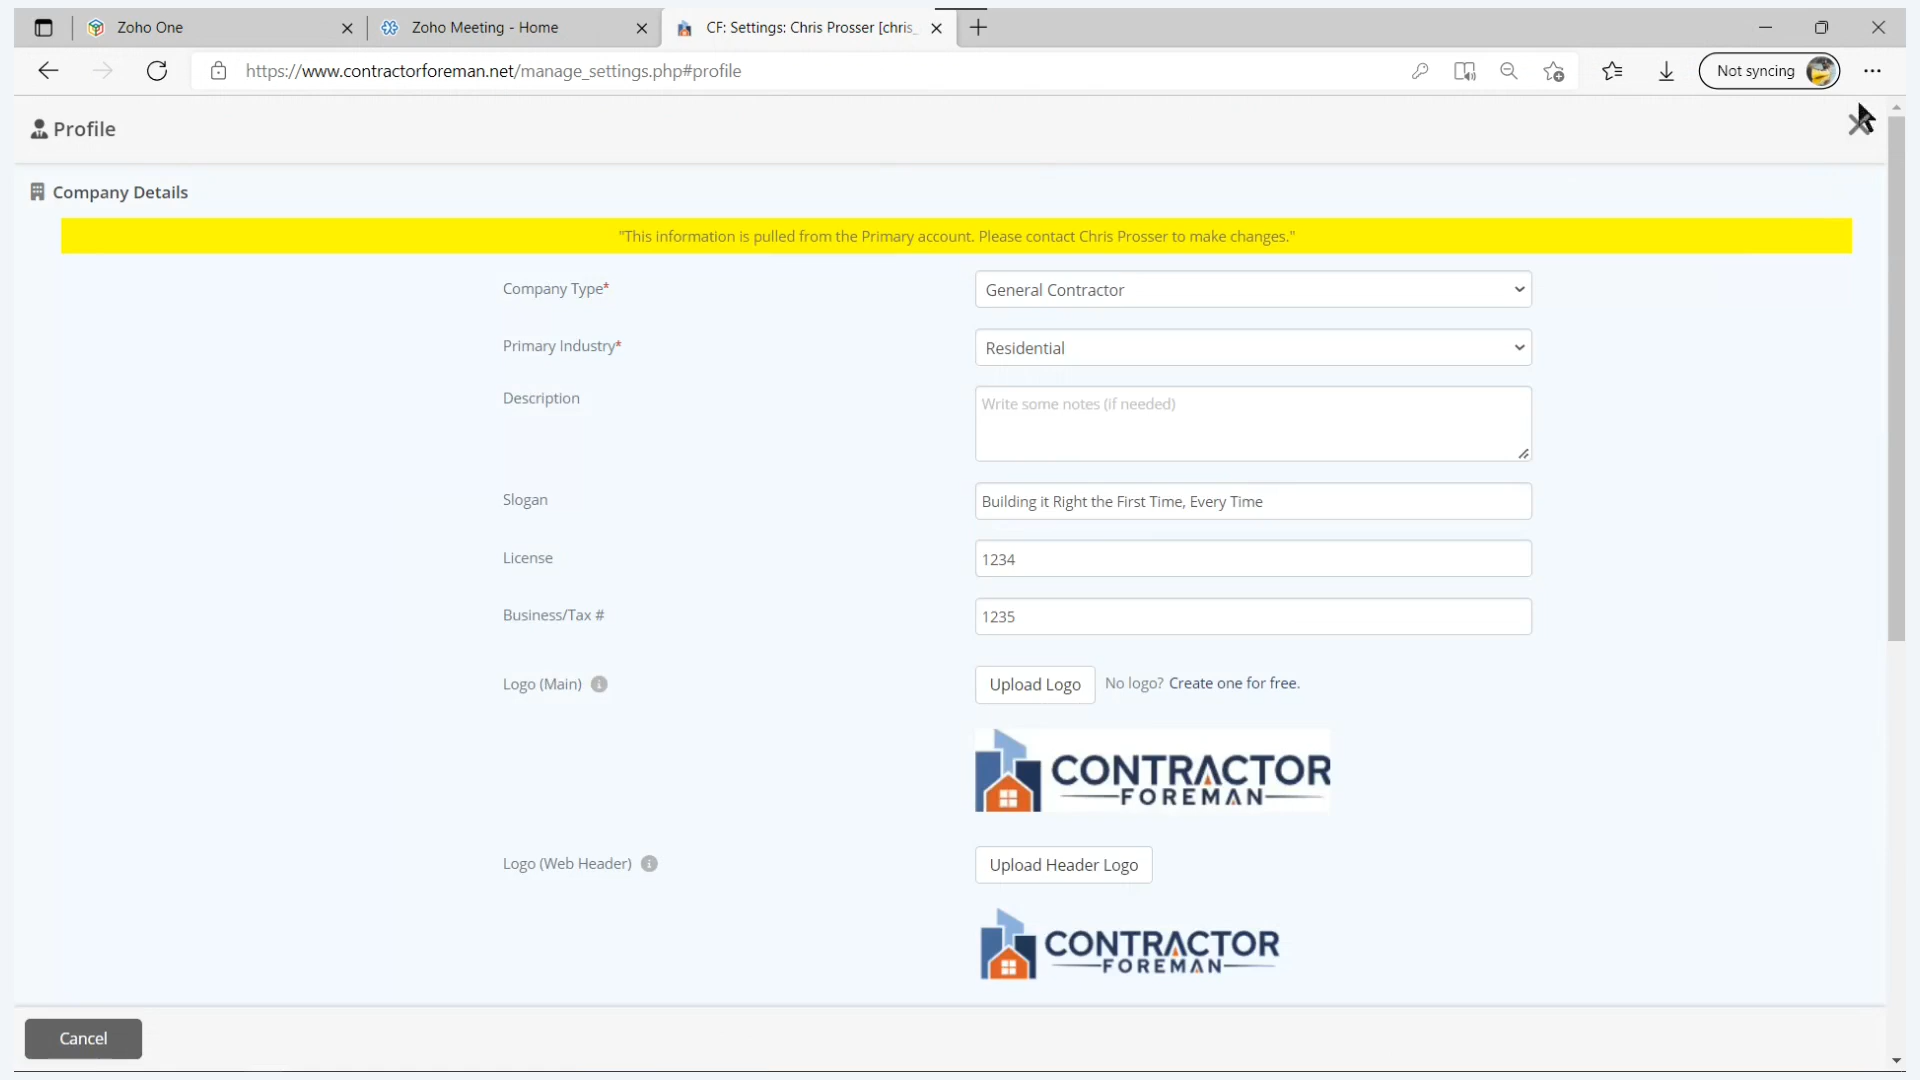 Zoho One
Zoho Meeting - Home
CF: Settings: Chris Prosser [chris_
https://www.contractorforeman.net/manage_settings.php#profile
Not syncing
Profile
Company Details
"This information is pulled from the Primary account. Please contact Chris Prosser to make changes."
Company Type*
General Contractor
Primary Industry*
Residential
Description
Write some notes (if needed)
Slogan
Building it Right the First Time, Every Time
License
1234
Business/Tax #
1235
Logo (Main)
Upload Logo
No logo? Create one for free.
CONTRACTOR
FOREMAN
Logo (Web Header)
Upload Header Logo
CONTRACTOR
FOREMAN
Cancel